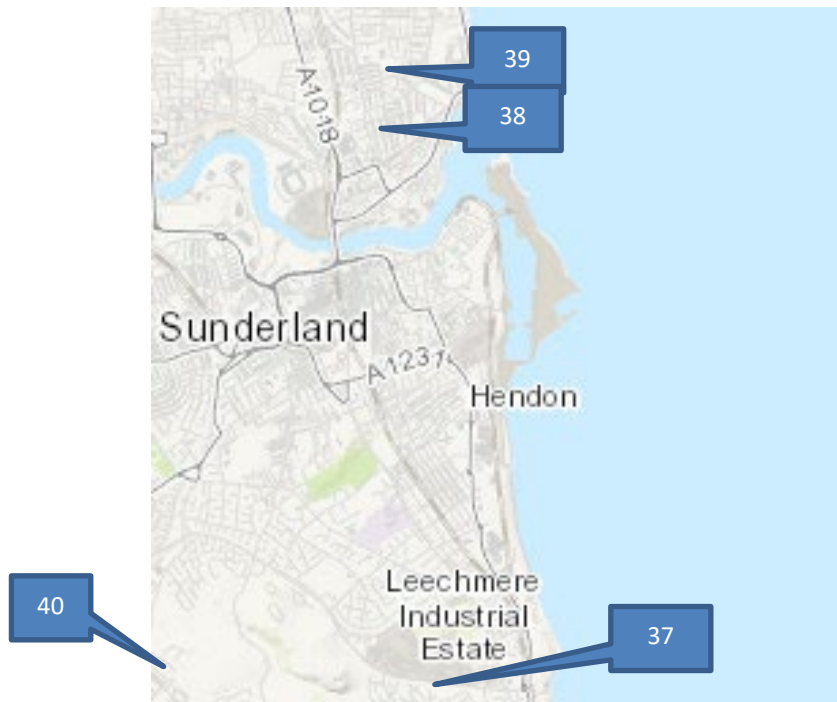 39
38
A1018
Sunderland
A1231
Hendon
Leechmere
Industrial
Estate
40
37